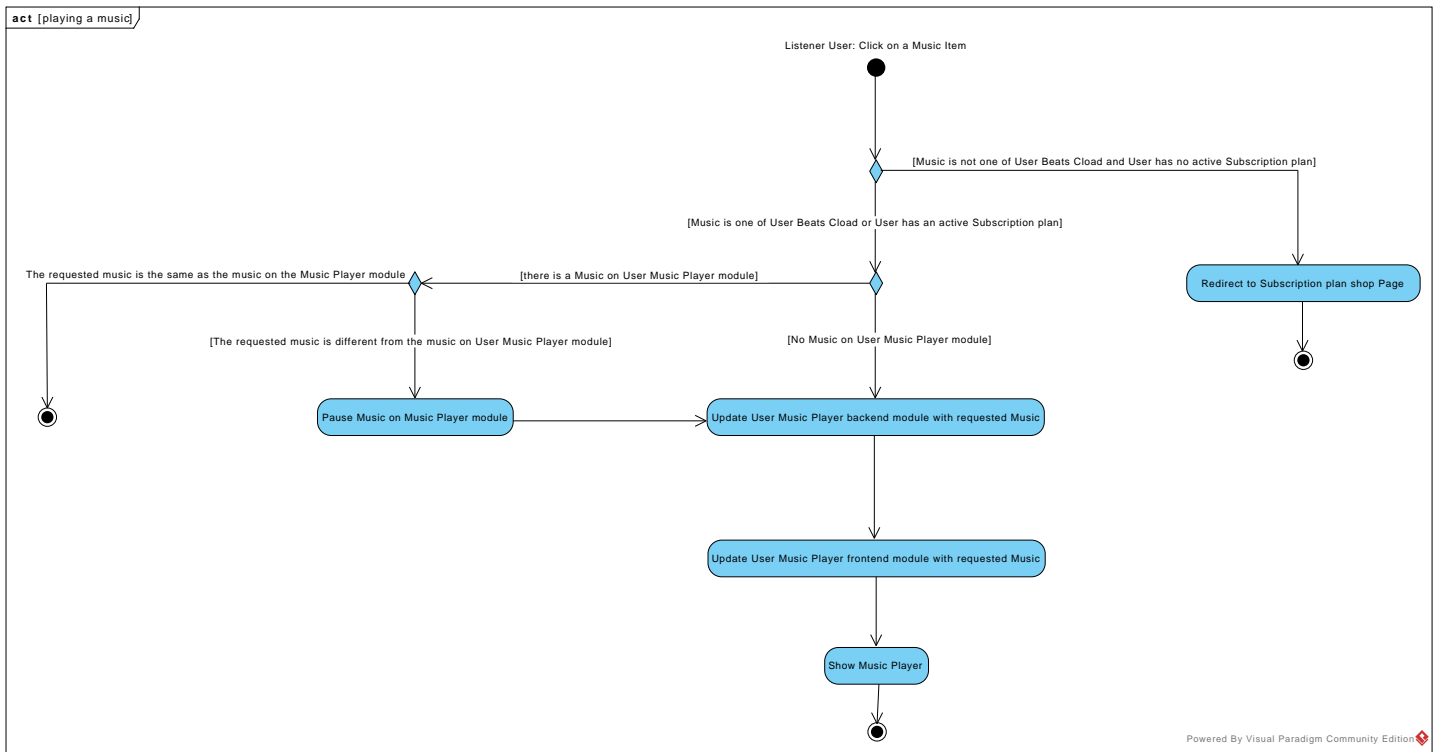 act [playing a music]
Listener User: Click on a Music Item
[Music is not one of User Beats Cload and User has no active Subscription plan]
[Music is one of User Beats Cload or User has an active Subscription plan]
The requested music is the same as the music on the Music Player module
[there is a Music on User Music Player module]
Redirect to Subscription plan shop Page
[The requested music is different from the music on User Music Player module]
[No Music on User Music Player module]
Pause Music on Music Player module
Update User Music Player backend module with requested Music
Update User Music Player frontend module with requested Music
Show Music Player
Powered By Visual Paradigm Community Edition